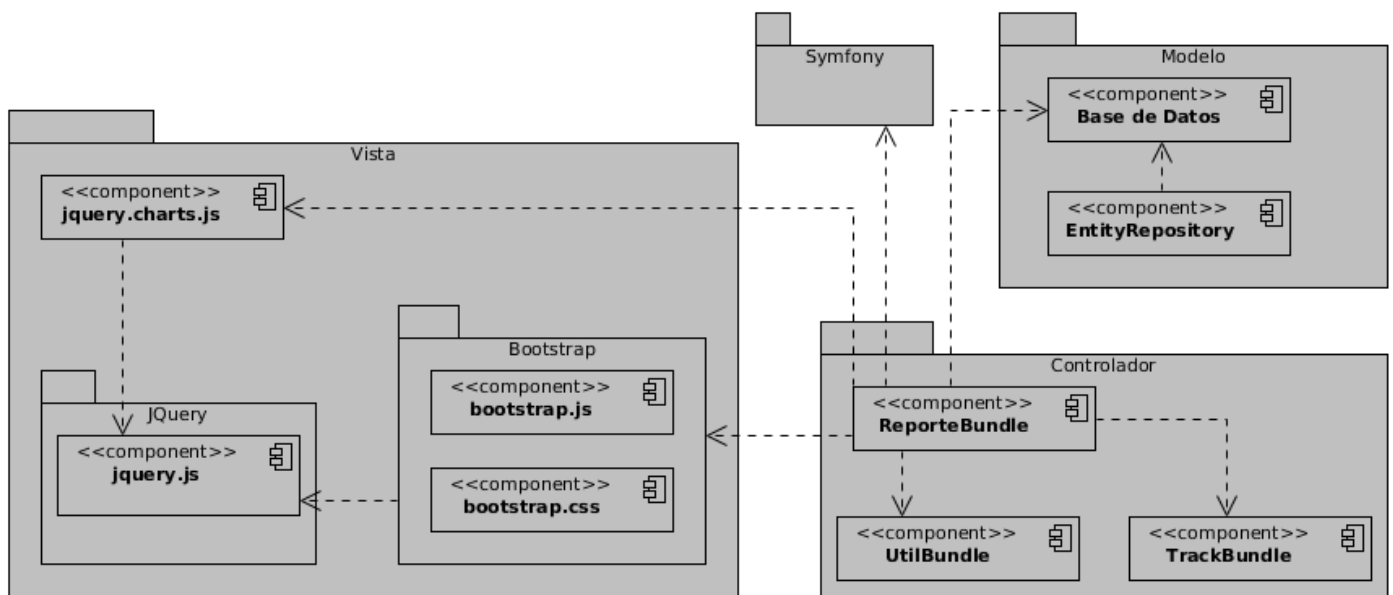 Symfony
Modelo
<<component>>
Base de Datos
<<component>>
EntityRepository
Vista
<<component>>
jquery.charts.js
Bootstrap
<<component>>
bootstrap.js
<<component>>
bootstrap.css
JQuery
<<component>>
jquery.js
Controlador
<<component>>
ReporteBundle
<<component>>
UtilBundle
<<component>>
TrackBundle